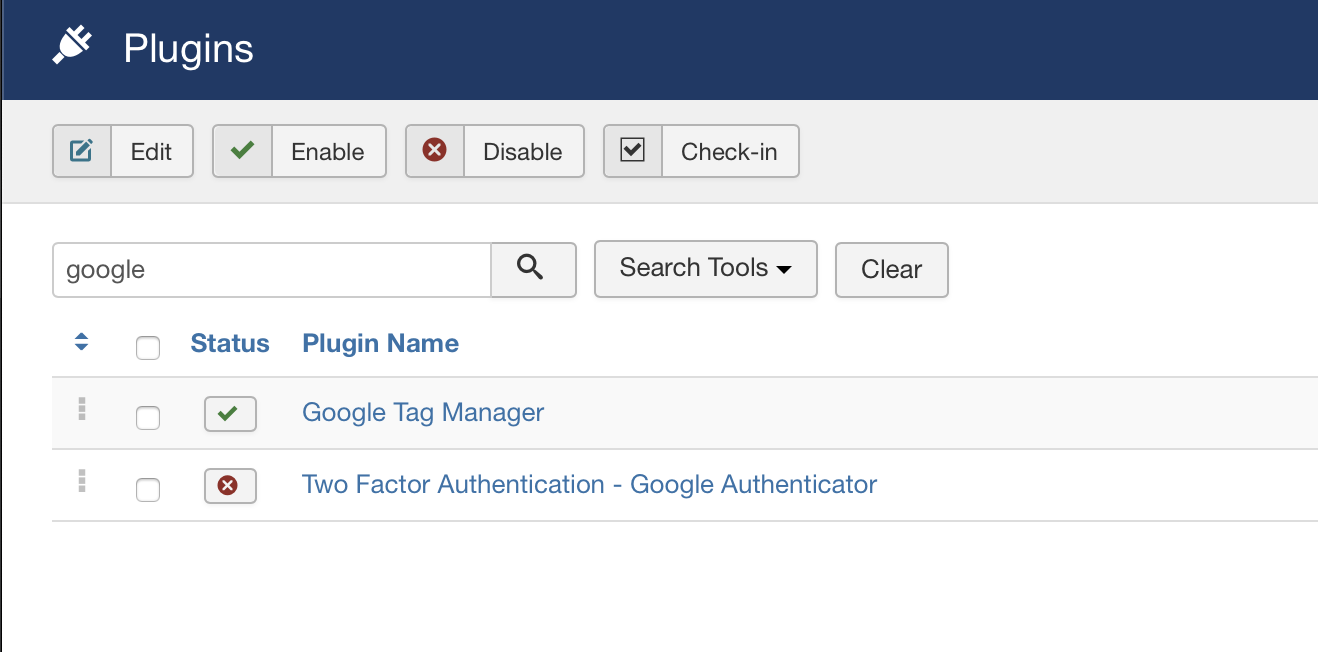 Plugins
Edit Enable Disable Check-in
google Search Tools Clear
Status Plugin Name
Google Tag Manager
Two Factor Authentication - Google Authenticator